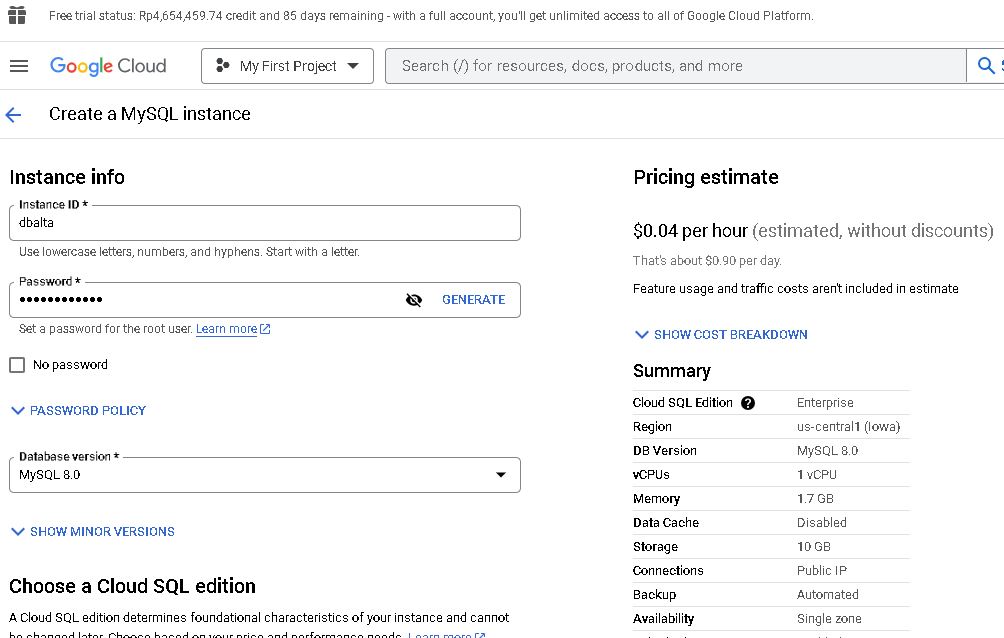 Free trial status: Rp4,654,459.74 credit and 85 days remaining - with a full account, you'll get unlimited access to all of Google Cloud Platform.
Google Cloud
My First Project
Search (/) for resources, docs, products, and more
S
Create a MySQL instance
Instance info
Instance ID *
dbalta
Use lowercase letters, numbers, and hyphens. Start with a letter.
Password *
••••••••••••
GENERATE
Set a password for the root user. Learn more
No password
PASSWORD POLICY
Database version *
MySQL 8.0
SHOW MINOR VERSIONS
Choose a Cloud SQL edition
A Cloud SQL edition determines foundational characteristics of your instance and cannot
be changed later. Choose based on your price and performance needs. Learn more
Pricing estimate
$0.04 per hour (estimated, without discounts)
That's about $0.90 per day.
Feature usage and traffic costs aren't included in estimate
SHOW COST BREAKDOWN
Summary
Cloud SQL Edition ? Enterprise
Region us-central1 (Iowa)
DB Version MySQL 8.0
vCPUs 1 vCPU
Memory 1.7 GB
Data Cache Disabled
Storage 10 GB
Connections Public IP
Backup Automated
Availability Single zone